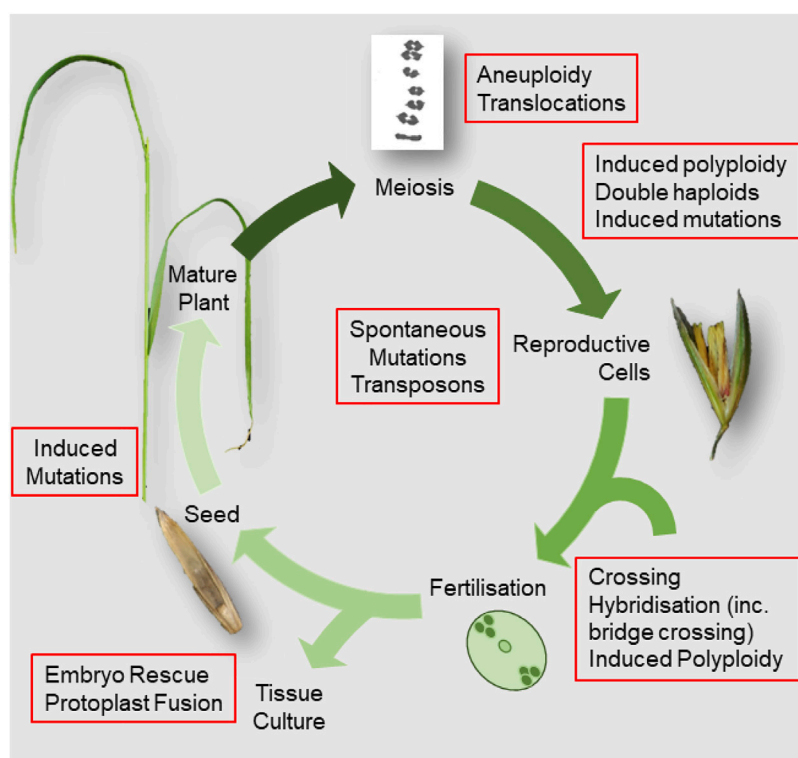 Aneuploidy
Translocations
Meiosis
Induced polyploidy
Double haploids
Induced mutations
Mature
Plant
Spontaneous
Mutations
Transposons
Reproductive
Cells
Induced
Mutations
Seed
Fertilisation
Crossing
Hybridisation (inc.
bridge crossing)
Induced Polyploidy
Embryo Rescue
Protoplast Fusion
Tissue
Culture